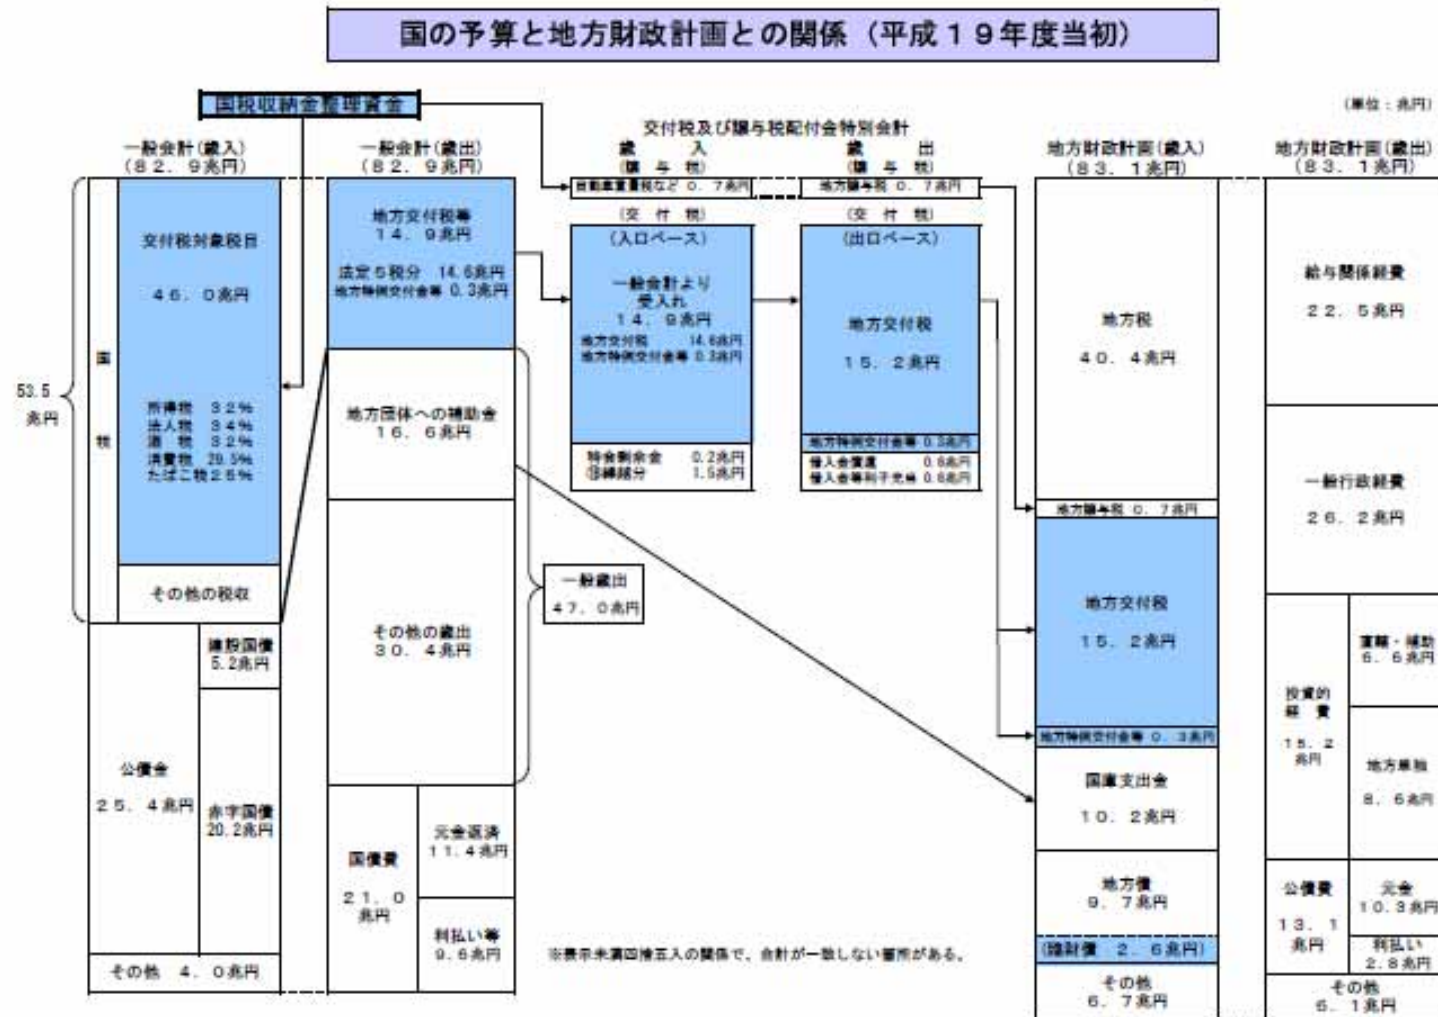 国の予算と地方財政計画との関係（平成１９年度当初）
国税収納金整理資金
（単位：兆円）
一般会計（歳入）
（８２．９兆円）
53.5
兆円
国
税
交付税対象税目
４６．０兆円
所得税　３２％
法人税　３４％
酒　税　３２％
消費税　29.5％
たばこ税２５％
その他の税収
公債金
２５．４兆円
建設国債
5.2兆円
赤字国債
20.2兆円
その他　４．０兆円
一般会計（歳出）
（８２．９兆円）
地方交付税等
１４．９兆円
法定５税分　14.6兆円
地方特例交付金等 0.3兆円
地方団体への補助金
１６．６兆円
その他の歳出
３０．４兆円
国債費
２１．０
兆円
元金返済
１１．４兆円
利払い等
９．６兆円
一般歳出
４７．０兆円
交付税及び譲与税配付金特別会計
歳　　入
（譲　与　税）
自動車重量税など ０．７兆円
（交　付　税）
（入口ベース）
一般会計より
受入れ
１４．９兆円
地方交付税　14.6兆円
地方特例交付金等 0.3兆円
特会剰余金　0.2兆円
繰越分　1.5兆円
歳　　出
（譲　与　税）
地方譲与税 ０．７兆円
（交　付　税）
（出口ベース）
地方交付税
１５．２兆円
地方特例交付金等 0.3兆円
借入金償還
借入金等利子充当
地方財政計画（歳入）
（８３．１兆円）
地方税
４０．４兆円
地方譲与税 ０．７兆円
地方交付税
１５．２兆円
地方特例交付金等 ０．３兆円
国庫支出金
１０．２兆円
地方債
９．７兆円
（臨財債　２．６兆円）
その他
６．７兆円
地方財政計画（歳出）
（８３．１兆円）
給与関係経費
２２．５兆円
一般行政経費
２６．２兆円
投資的
経　費
１５．２
兆円
直轄・補助
６．６兆円
地方単独
８．６兆円
公債費
１３．１
兆円
元金
１０.３兆円
利払い
２.８兆円
その他
６．１兆円
※表示未満四捨五入の関係で、合計が一致しない箇所がある。